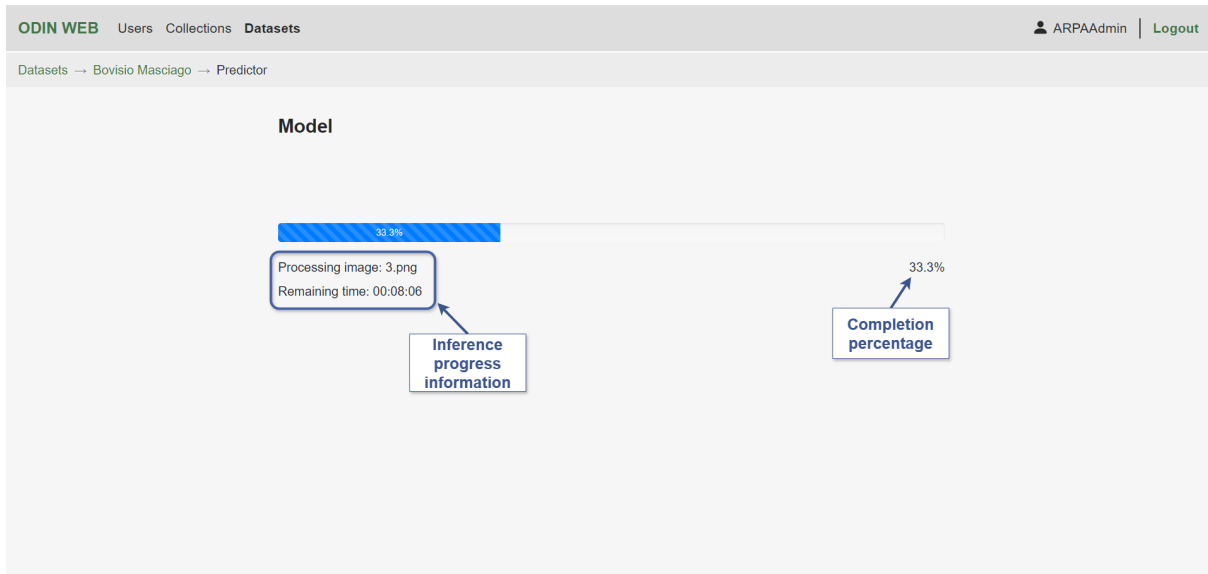 ODIN WEB Users Collections Datasets ARPAAdmin Logout
Datasets → Bovisio Masciago → Predictor
Model
33.3%
Processing image: 3.png 33.3%
Remaining time: 00:08:06
Completion
percentage
Inference
progress
information